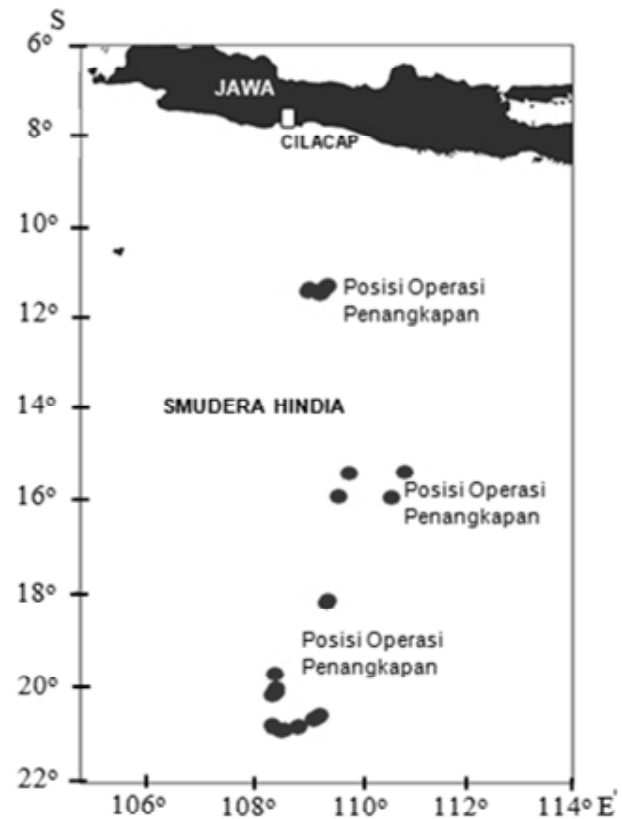 S
6°
JAWA
8°
CILACAP
10°
Posisi Operasi
Penangkapan
12°
14°
SMUDERA HINDIA
16°
Posisi Operasi
Penangkapan
18°
Posisi Operasi
Penangkapan
20°
22°
106° 108° 110° 112° 114° E'